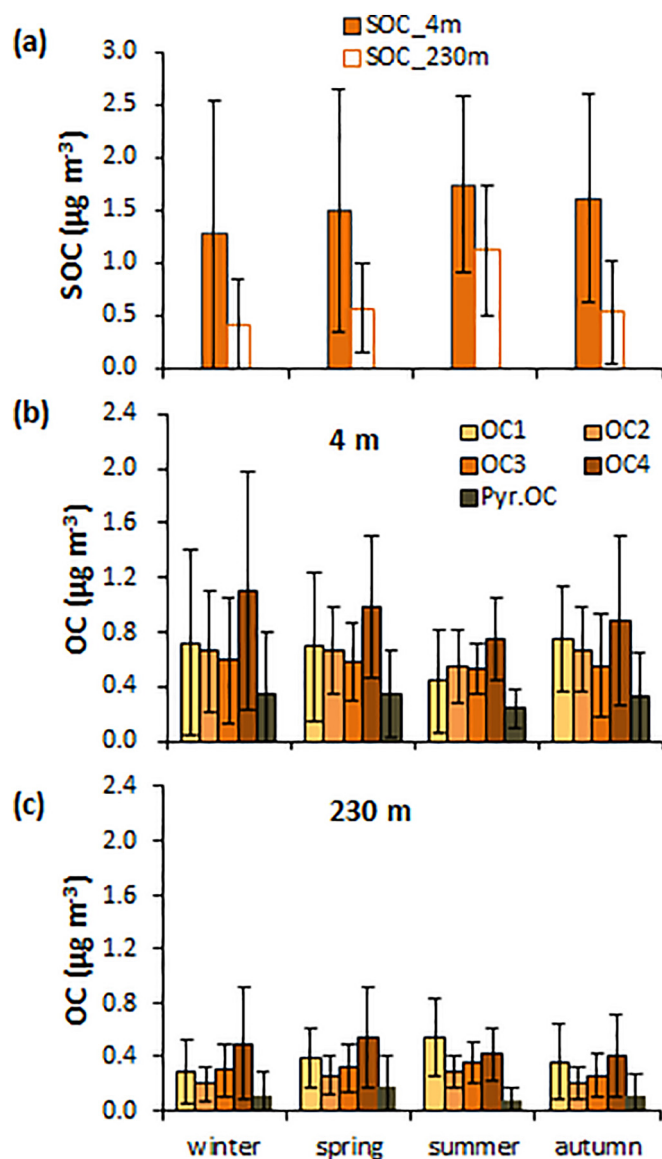 (a)
SOC_4m
SOC_230m
3.0
2.5
2.0
1.5
1.0
0.5
0.0
SOC (µg m-3)
(b)
4 m
OC1 OC2
OC3 OC4
Pyr.OC
2.4
2.0
1.6
1.2
0.8
0.4
0.0
OC (µg m-3)
(c)
230 m
2.4
2.0
1.6
1.2
0.8
0.4
0.0
OC (µg m-3)
winter spring summer autumn